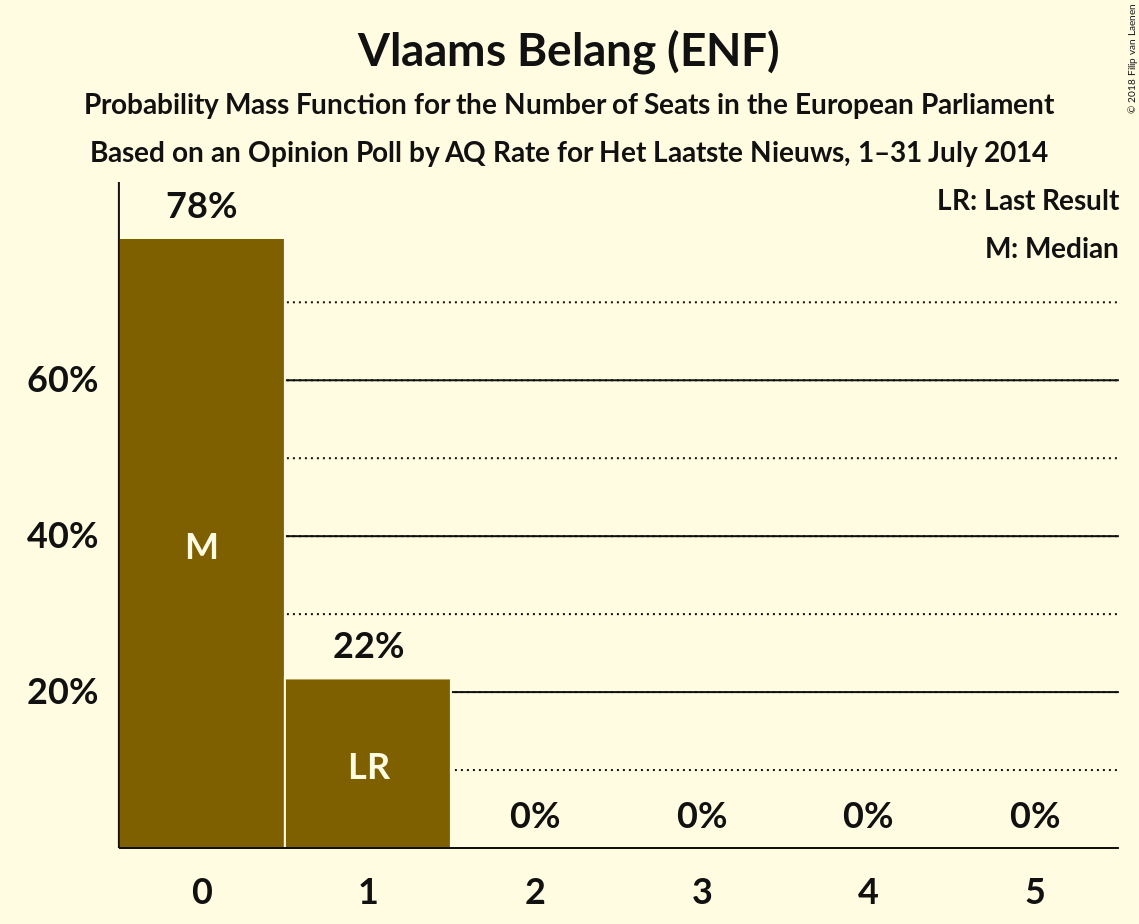 Vlaams Belang (ENF)
Probability Mass Function for the Number of Seats in the European Parliament
Based on an Opinion Poll by AQ Rate for Het Laatste Nieuws, 1–31 July 2014
© 2018 Filip van Laenen
LR: Last Result
M: Median
78%
60%
40%
20%
M
22%
LR
0%
0%
0%
0%
0
1
2
3
4
5